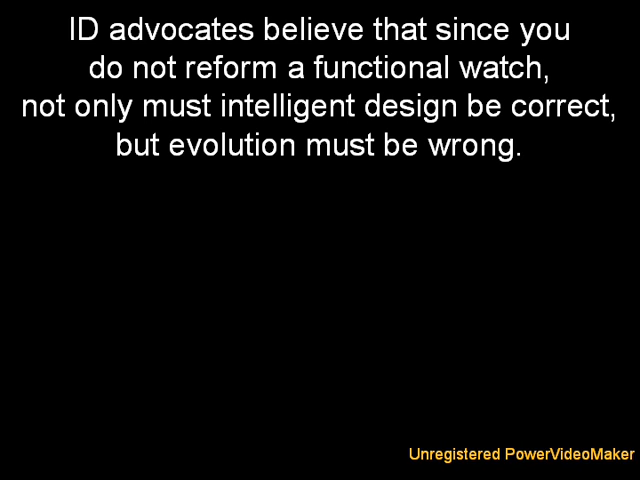 ID advocates believe that since you
do not reform a functional watch,
not only must intelligent design be correct,
but evolution must be wrong.
Unregistered PowerVideoMaker